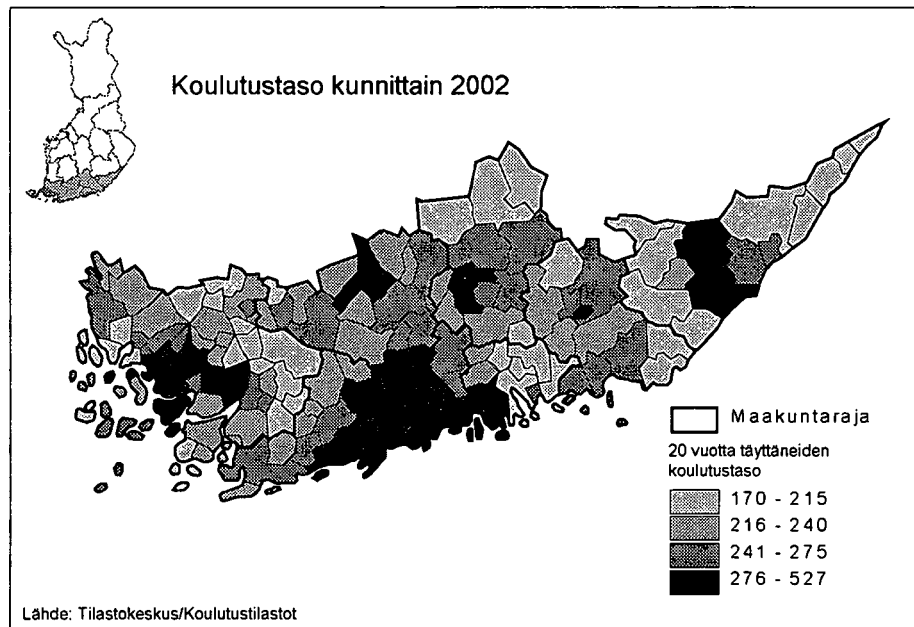 Koulutustaso kunnittain 2002
Maakuntaraja
20 vuotta täyttäneiden
koulutustaso
170 - 215
216 - 240
241 - 275
276 - 527
Lähde: Tilastokeskus/Koulutustilastot